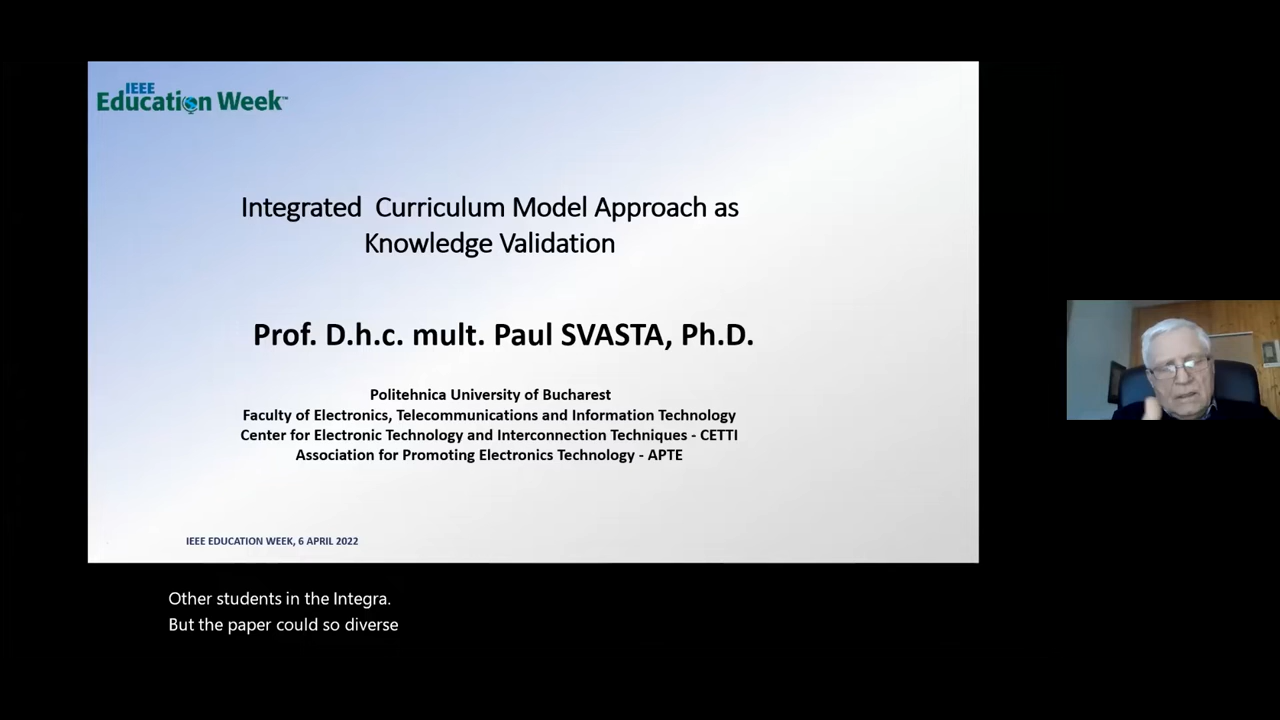 IEEE
Education Week™
Integrated Curriculum Model Approach as
Knowledge Validation
Prof. D.h.c. mult. Paul SVASTA, Ph.D.
Politehnica University of Bucharest
Faculty of Electronics, Telecommunications and Information Technology
Center for Electronic Technology and Interconnection Techniques - CETTI
Association for Promoting Electronics Technology - APTE
IEEE EDUCATION WEEK, 6 APRIL 2022
Other students in the Integra.
But the paper could so diverse